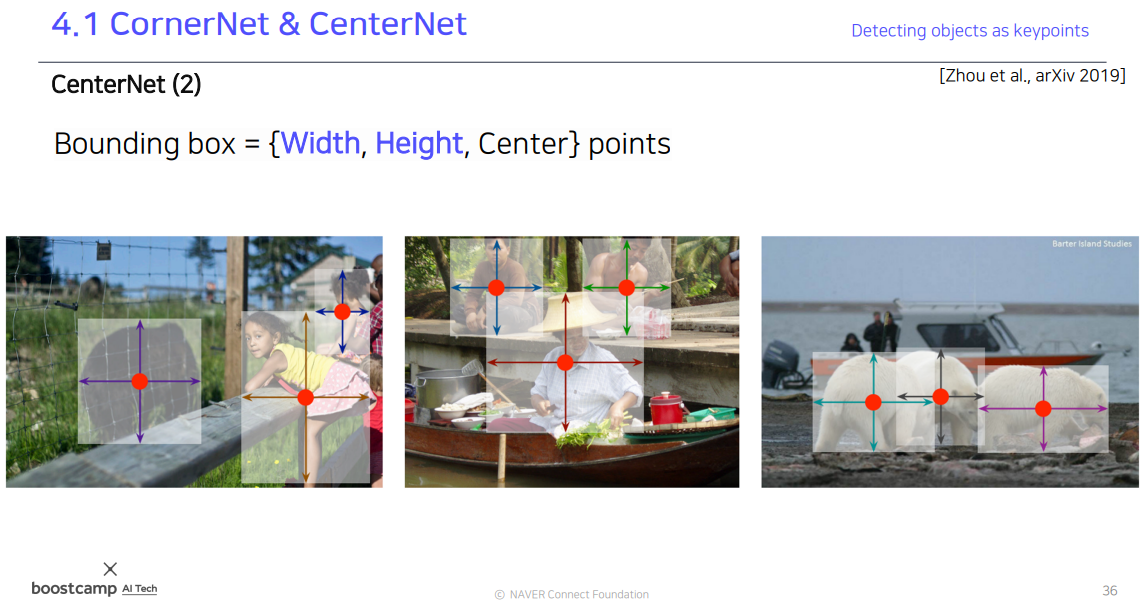 4.1 CornerNet & CenterNet
Detecting objects as keypoints
CenterNet (2)
[Zhou et al., arXiv 2019]
Bounding box = {Width, Height, Center} points
Barter Island Studies
boostcamp AI Tech
© NAVER Connect Foundation
36